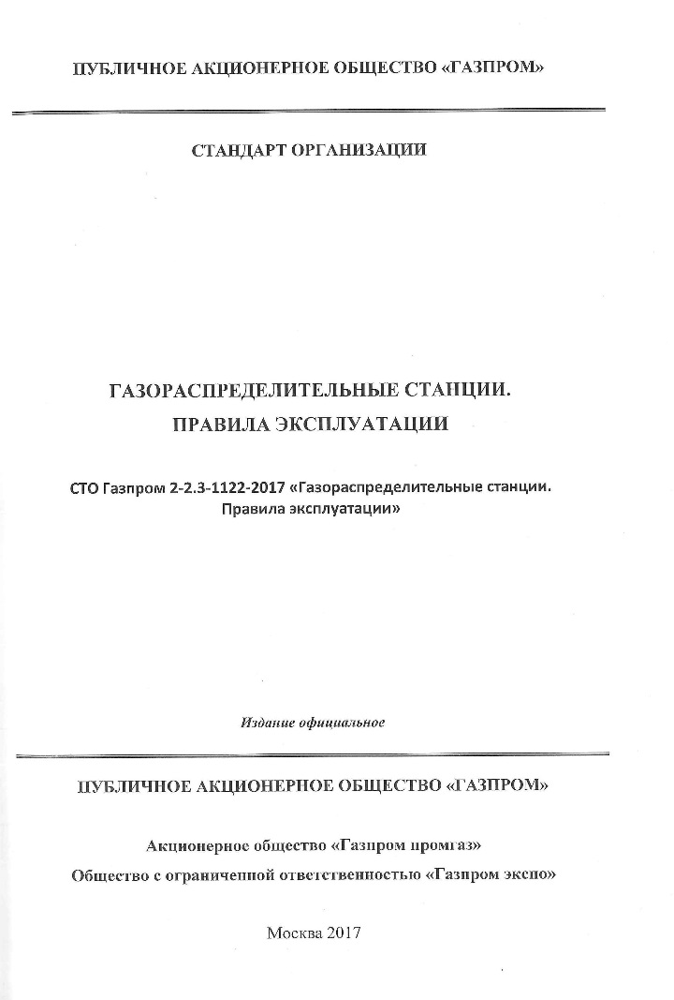 ПУБЛИЧНОЕ АКЦИОНЕРНОЕ ОБЩЕСТВО «ГАЗПРОМ»
СТАНДАРТ ОРГАНИЗАЦИИ
ГАЗОРАСПРЕДЕЛИТЕЛЬНЫЕ СТАНЦИИ.
ПРАВИЛА ЭКСПЛУАТАЦИИ
СТО Газпром 2-2.3-1122-2017 «Газораспределительные станции.
Правила эксплуатации»
Издание официальное
ПУБЛИЧНОЕ АКЦИОНЕРНОЕ ОБЩЕСТВО «ГАЗПРОМ»
Акционерное общество «Газпром промгаз»
Общество с ограниченной ответственностью «Газпром экспо»
Москва 2017